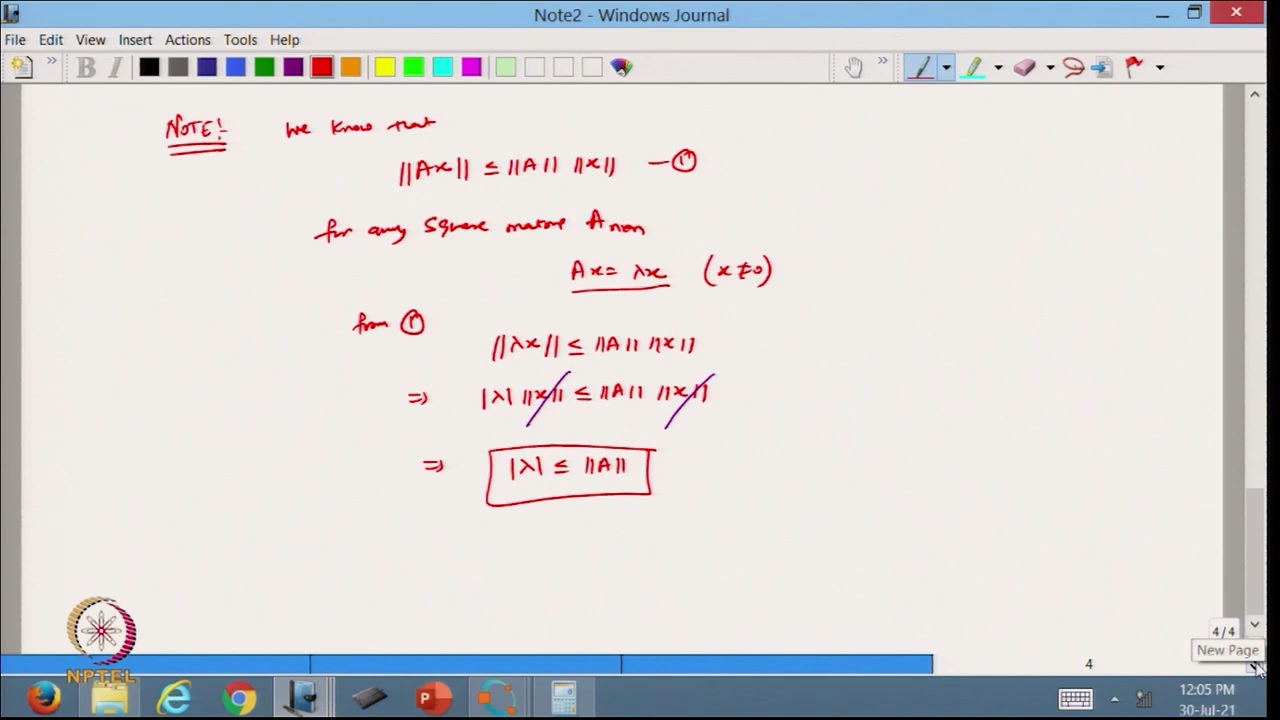 Note2 - Windows Journal
File Edit View Insert Actions Tools Help
B I
NOTE! We know that
||Ax|| ≤ ||A|| ||x|| — ①
for any square matrix A n×n
Ax = λx (x ≠ 0)
from ①
||λx|| ≤ ||A|| ||x||
⇒ |λ| ||x|| ≤ ||A|| ||x||
⇒ |λ| ≤ ||A||
4/4
New Page
4
NPTEL
12:05 PM
30-Jul-21